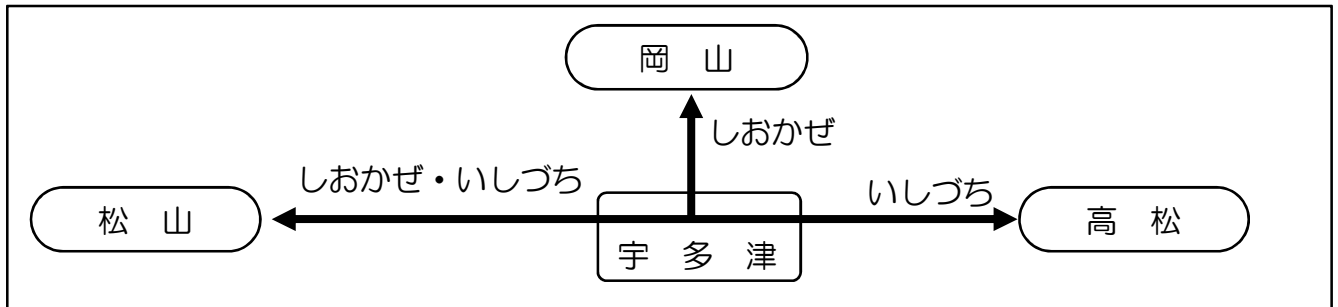 岡 山
しおかぜ
しおかぜ・いしづち
いしづち
松 山
宇 多 津
高 松